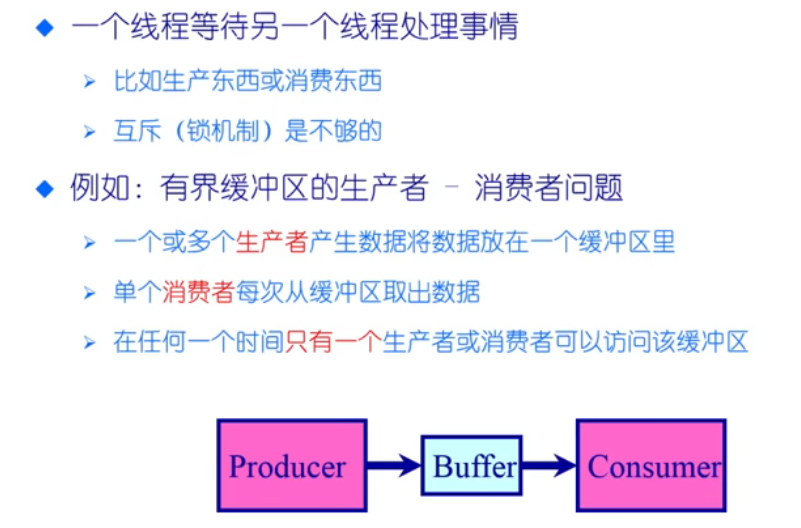 一个线程等待另一个线程处理事情
比如生产东西或消费东西
互斥（锁机制）是不够的
例如：有界缓冲区的生产者 - 消费者问题
一个或多个生产者产生数据将数据放在一个缓冲区里
单个消费者每次从缓冲区取出数据
在任何一个时间只有一个生产者或消费者可以访问该缓冲区
Producer
Buffer
Consumer